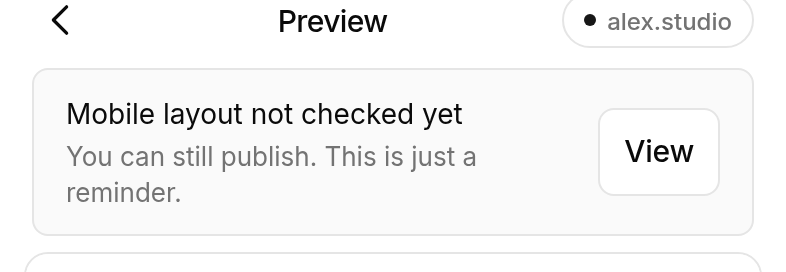 Preview
alex.studio
Mobile layout not checked yet
You can still publish. This is just a
reminder.
View